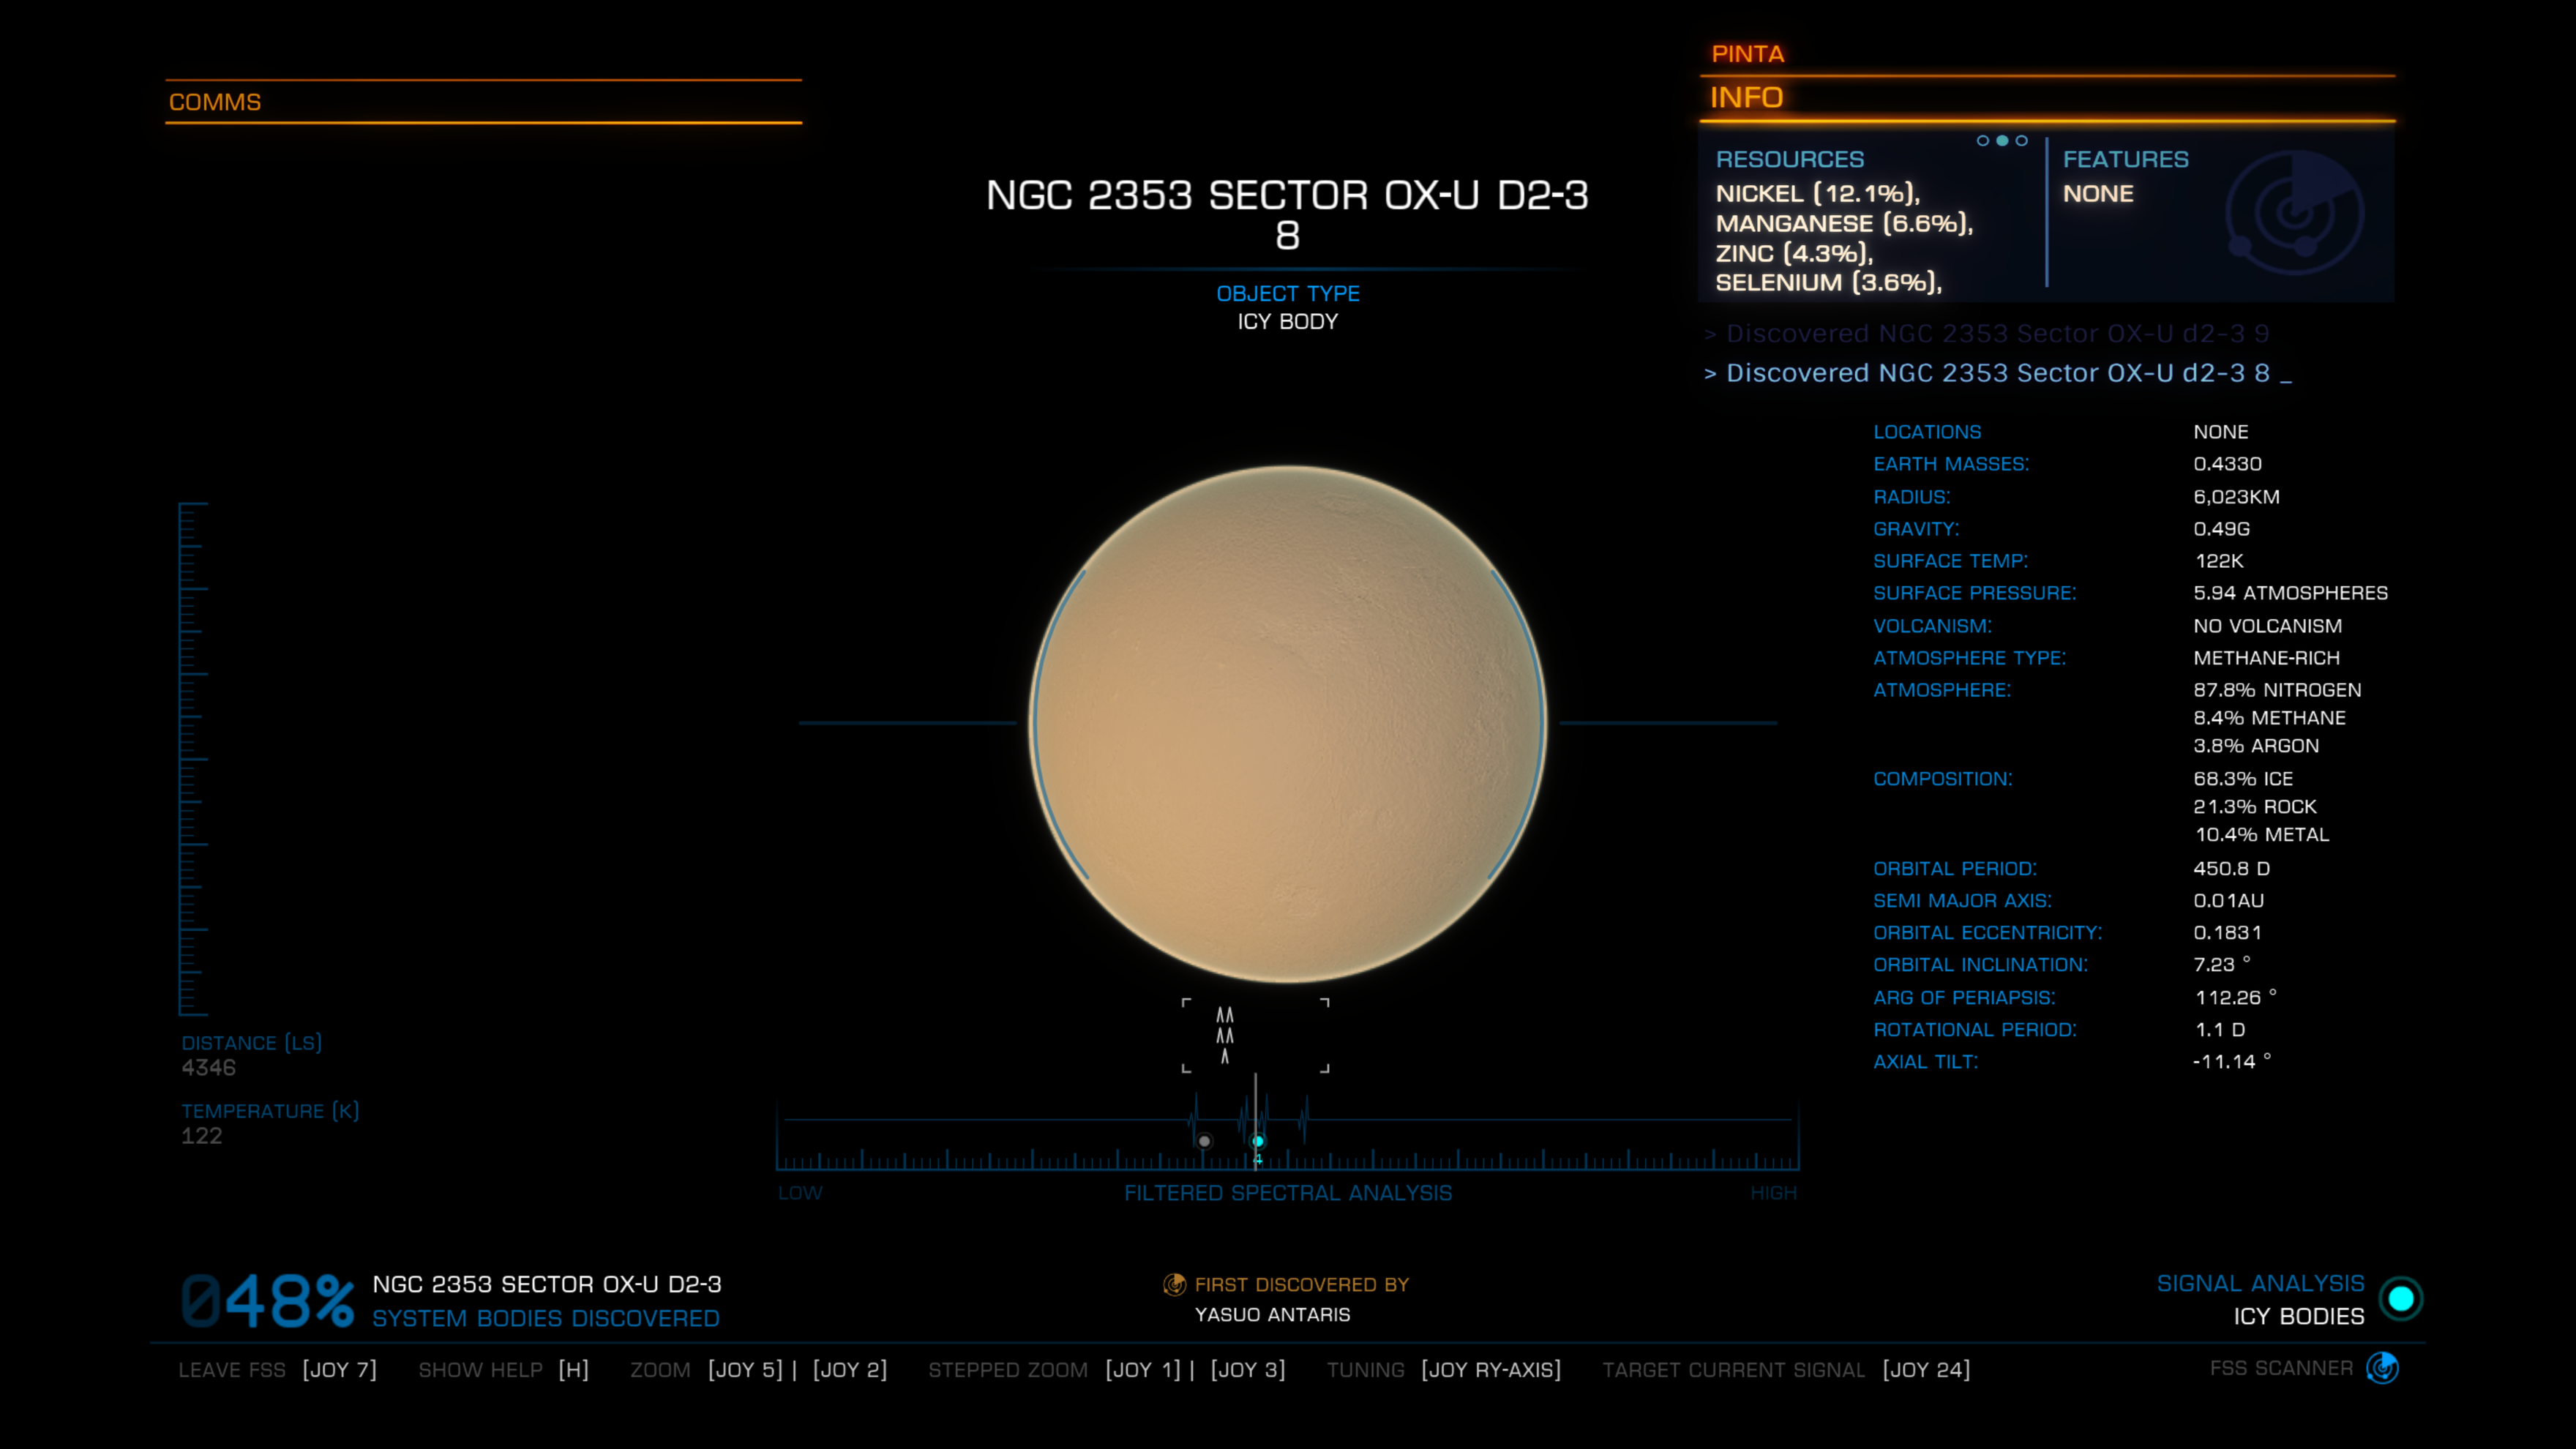 COMMS
PINTA
INFO
RESOURCES
NICKEL (12.1%),
MANGANESE (6.6%),
ZINC (4.3%),
SELENIUM (3.6%),
FEATURES
NONE
> Discovered NGC 2353 Sector OX-U d2-3 9
> Discovered NGC 2353 Sector OX-U d2-3 8 _
NGC 2353 SECTOR OX-U D2-3
8
OBJECT TYPE
ICY BODY
LOCATIONS NONE
EARTH MASSES: 0.4330
RADIUS: 6,023KM
GRAVITY: 0.49G
SURFACE TEMP: 122K
SURFACE PRESSURE: 5.94 ATMOSPHERES
VOLCANISM: NO VOLCANISM
ATMOSPHERE TYPE: METHANE-RICH
ATMOSPHERE: 87.8% NITROGEN
8.4% METHANE
3.8% ARGON
COMPOSITION: 68.3% ICE
21.3% ROCK
10.4% METAL
ORBITAL PERIOD: 450.8 D
SEMI MAJOR AXIS: 0.01AU
ORBITAL ECCENTRICITY: 0.1831
ORBITAL INCLINATION: 7.23 °
ARG OF PERIAPSIS: 112.26 °
ROTATIONAL PERIOD: 1.1 D
AXIAL TILT: -11.14 °
DISTANCE (LS)
4346
TEMPERATURE (K)
122
4
LOW FILTERED SPECTRAL ANALYSIS HIGH
048% NGC 2353 SECTOR OX-U D2-3
SYSTEM BODIES DISCOVERED
FIRST DISCOVERED BY
YASUO ANTARIS
SIGNAL ANALYSIS
ICY BODIES
LEAVE FSS [JOY 7] SHOW HELP [H] ZOOM [JOY 5] | [JOY 2] STEPPED ZOOM [JOY 1] | [JOY 3] TUNING [JOY RY-AXIS] TARGET CURRENT SIGNAL [JOY 24] FSS SCANNER